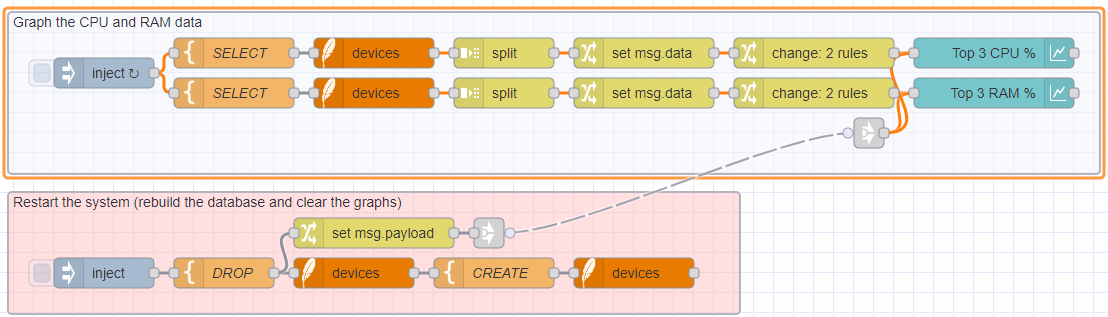 Graph the CPU and RAM data
SELECT devices split set msg.data change: 2 rules Top 3 CPU %
inject ↻
SELECT devices split set msg.data change: 2 rules Top 3 RAM %
Restart the system (rebuild the database and clear the graphs)
set msg.payload
inject DROP devices CREATE devices